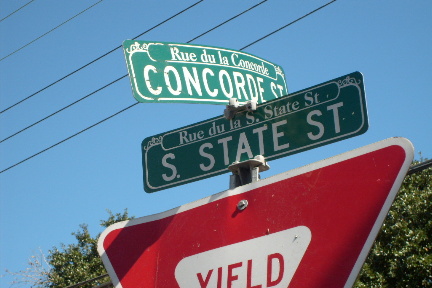 Rue du la Concorde
CONCORDE ST
Rue du la S. State St
S. STATE ST
YIELD